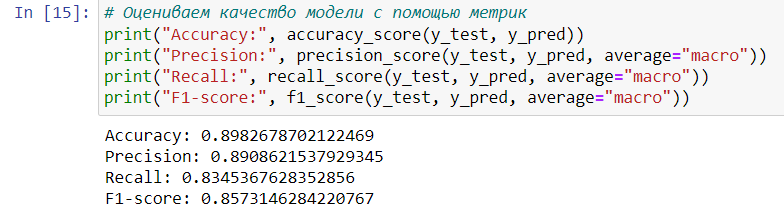 In [15]: # Оцениваем качество модели с помощью метрик
print("Accuracy:", accuracy_score(y_test, y_pred))
print("Precision:", precision_score(y_test, y_pred, average="macro"))
print("Recall:", recall_score(y_test, y_pred, average="macro"))
print("F1-score:", f1_score(y_test, y_pred, average="macro"))
Accuracy: 0.8982678702122469
Precision: 0.8908621537929345
Recall: 0.8345367628352856
F1-score: 0.8573146284220767